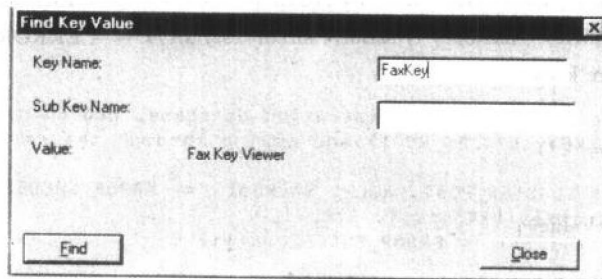 Find Key Value
Key Name: FaxKey
Sub Key Name:
Value: Fax Key Viewer
Find Close